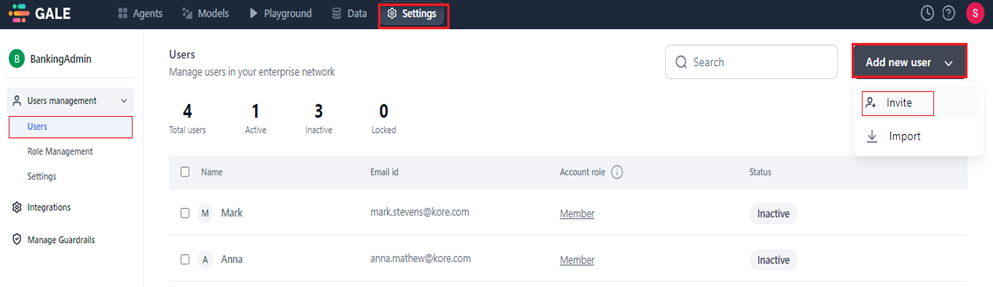 GALE Agents Models Playground Data Settings S
B BankingAdmin
Users management
Users
Role Management
Settings
Integrations
Manage Guardrails
Users
Manage users in your enterprise network
Search
Add new user
Invite
Import
4 1 3 0
Total users Active Inactive Locked
Name Email id Account role Status
M Mark mark.stevens@kore.com Member Inactive
A Anna anna.mathew@kore.com Member Inactive